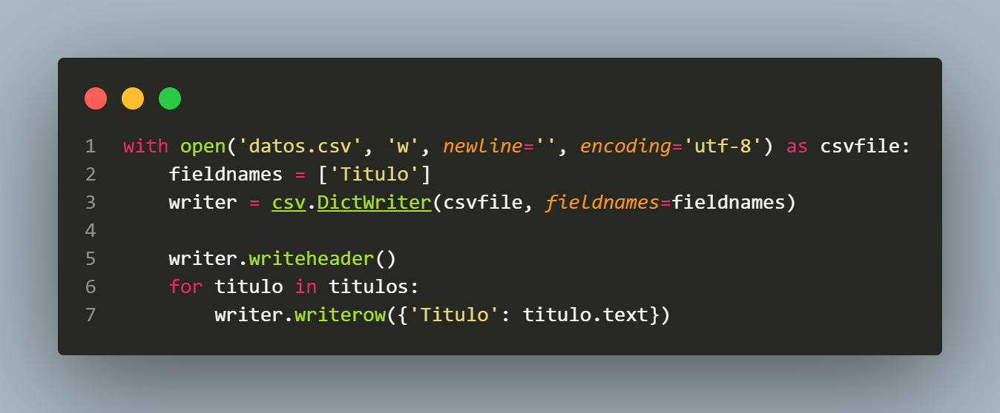 1 with open('datos.csv', 'w', newline='', encoding='utf-8') as csvfile:
2     fieldnames = ['Titulo']
3     writer = csv.DictWriter(csvfile, fieldnames=fieldnames)
4
5     writer.writeheader()
6     for titulo in titulos:
7         writer.writerow({'Titulo': titulo.text})